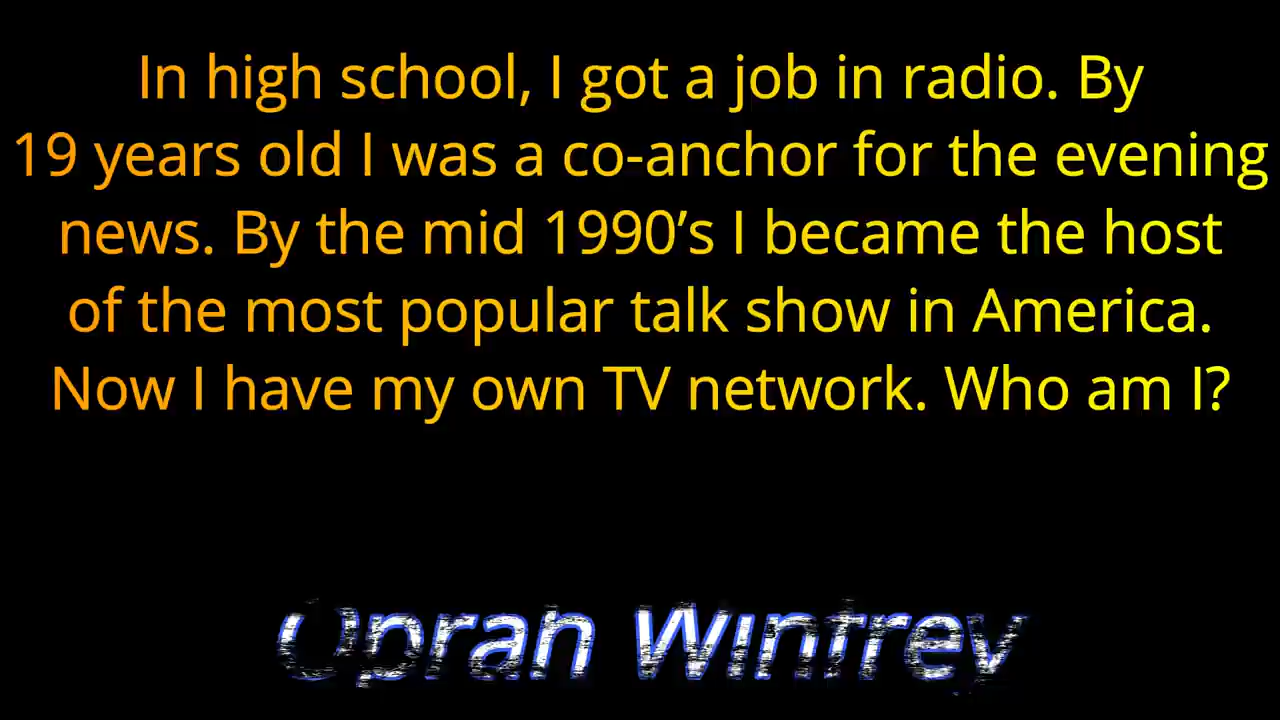 In high school, I got a job in radio. By
19 years old I was a co-anchor for the evening
news. By the mid 1990’s I became the host
of the most popular talk show in America.
Now I have my own TV network. Who am I?
Oprah Winfrey